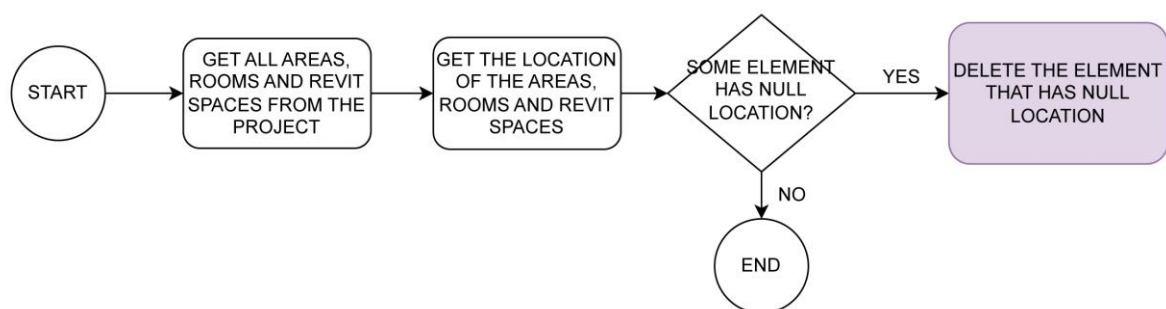 START
GET ALL AREAS,
ROOMS AND REVIT
SPACES FROM THE
PROJECT
GET THE LOCATION
OF THE AREAS,
ROOMS AND REVIT
SPACES
SOME ELEMENT
HAS NULL
LOCATION?
YES
DELETE THE ELEMENT
THAT HAS NULL
LOCATION
NO
END